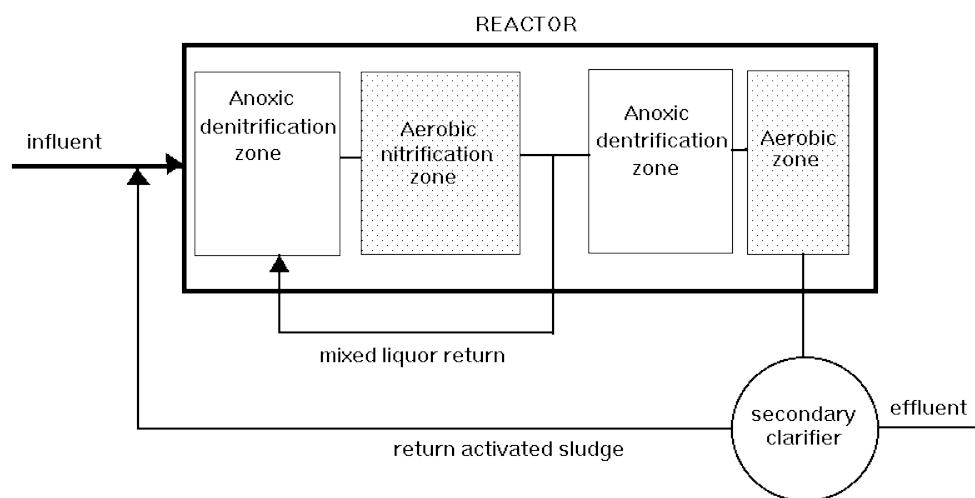 REACTOR
influent
Anoxic
denitrification
zone
Aerobic
nitrification
zone
Anoxic
dentrification
zone
Aerobic
zone
mixed liquor return
return activated sludge
secondary
clarifier
effluent